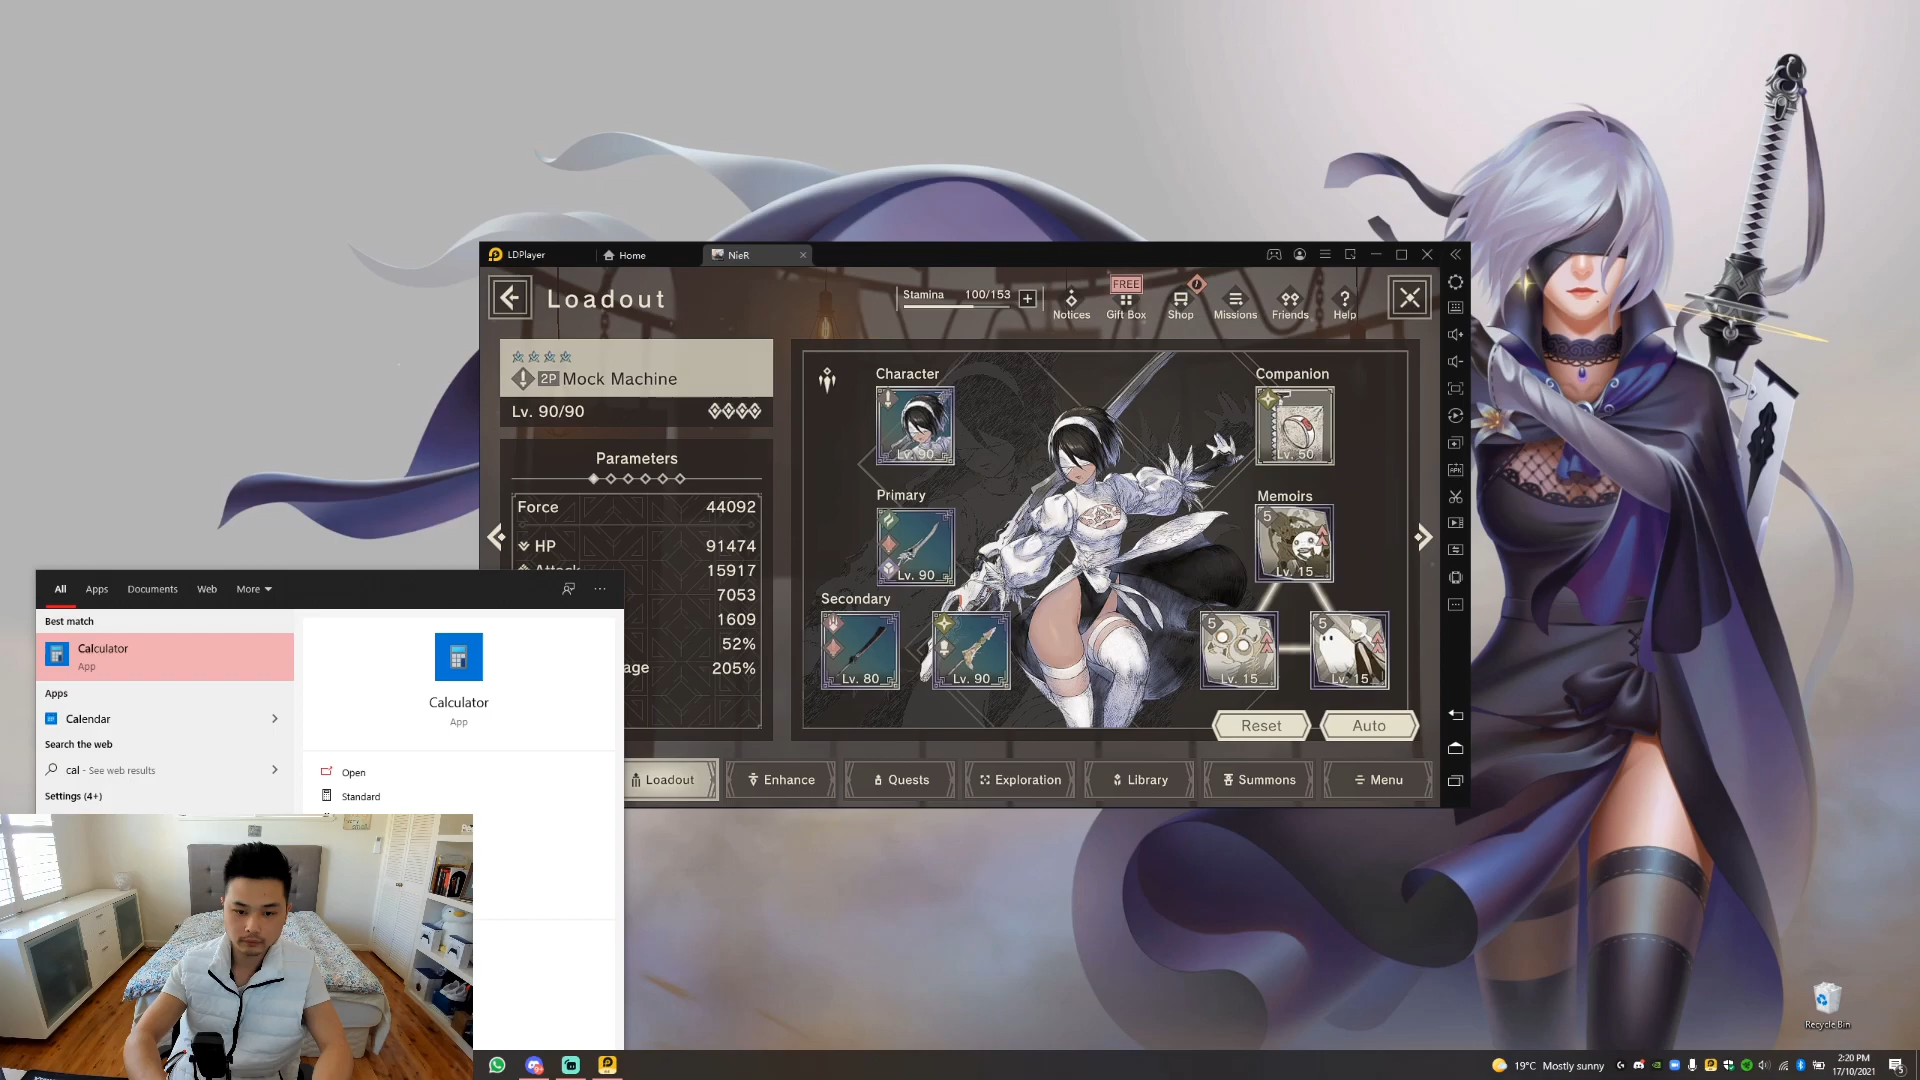 LDPlayer
Home
NieR
Loadout
Stamina 100/153
Notices
FREE
Gift Box
Shop
Missions
Friends
Help
2P Mock Machine
Lv. 90/90
Parameters
Force 44092
HP 91474
Attack 15917
7053
1609
52%
age 205%
Character
Lv. 90
Companion
Lv. 50
Primary
Lv. 90
Memoirs
5
Lv. 15
Secondary
Lv. 80
Lv. 90
5
Lv. 15
5
Lv. 15
Reset
Auto
Loadout
Enhance
Quests
Exploration
Library
Summons
Menu
All
Apps
Documents
Web
More
Best match
Calculator
App
Apps
Calendar
Search the web
cal - See web results
Settings (4+)
Calculator
App
Open
Standard
Recycle Bin
19°C Mostly sunny
2:20 PM
17/10/2021